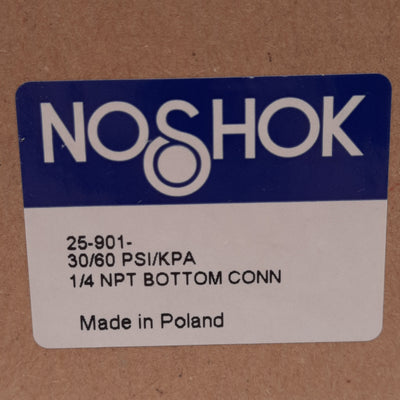 NOSHOK
25-901-
30/60 PSI/KPA
1/4 NPT BOTTOM CONN
Made in Poland